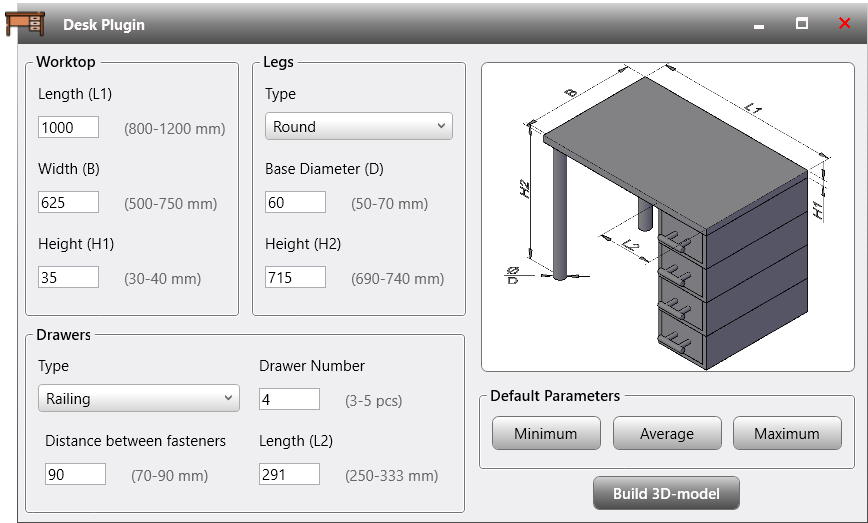 Desk Plugin
Worktop
Length (L1)
1000 (800-1200 mm)
Width (B)
625 (500-750 mm)
Height (H1)
35 (30-40 mm)
Legs
Type
Round
Base Diameter (D)
60 (50-70 mm)
Height (H2)
715 (690-740 mm)
B
L1
H2
H1
L2
Ø
D
Drawers
Type
Railing
Drawer Number
4 (3-5 pcs)
Distance between fasteners
90 (70-90 mm)
Length (L2)
291 (250-333 mm)
Default Parameters
Minimum Average Maximum
Build 3D-model